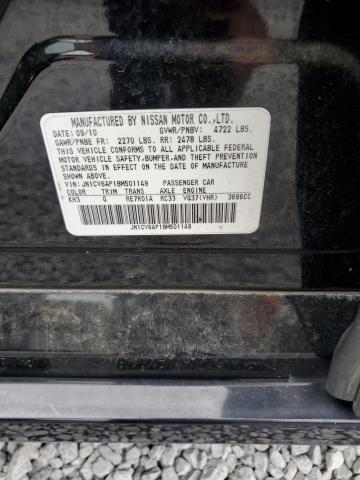 MANUFACTURED BY NISSAN MOTOR CO.,LTD.
DATE: 09/10 GVWR/PNBV: 4722 LBS.
GAWR/PNBE FR: 2270 LBS. RR: 2478 LBS.
THIS VEHICLE CONFORMS TO ALL APPLICABLE FEDERAL
MOTOR VEHICLE SAFETY, BUMPER, AND THEFT PREVENTION
STANDARDS IN EFFECT ON THE DATE OF MANUFACTURE
SHOWN ABOVE.
VIN: JN1CV6AP1BM501149 PASSENGER CAR
COLOR TRIM TRANS AXLE ENGINE
KH3 G RE7R01A RC33 VQ37(VHR) 3696CC
JN1CV6AP1BM501149